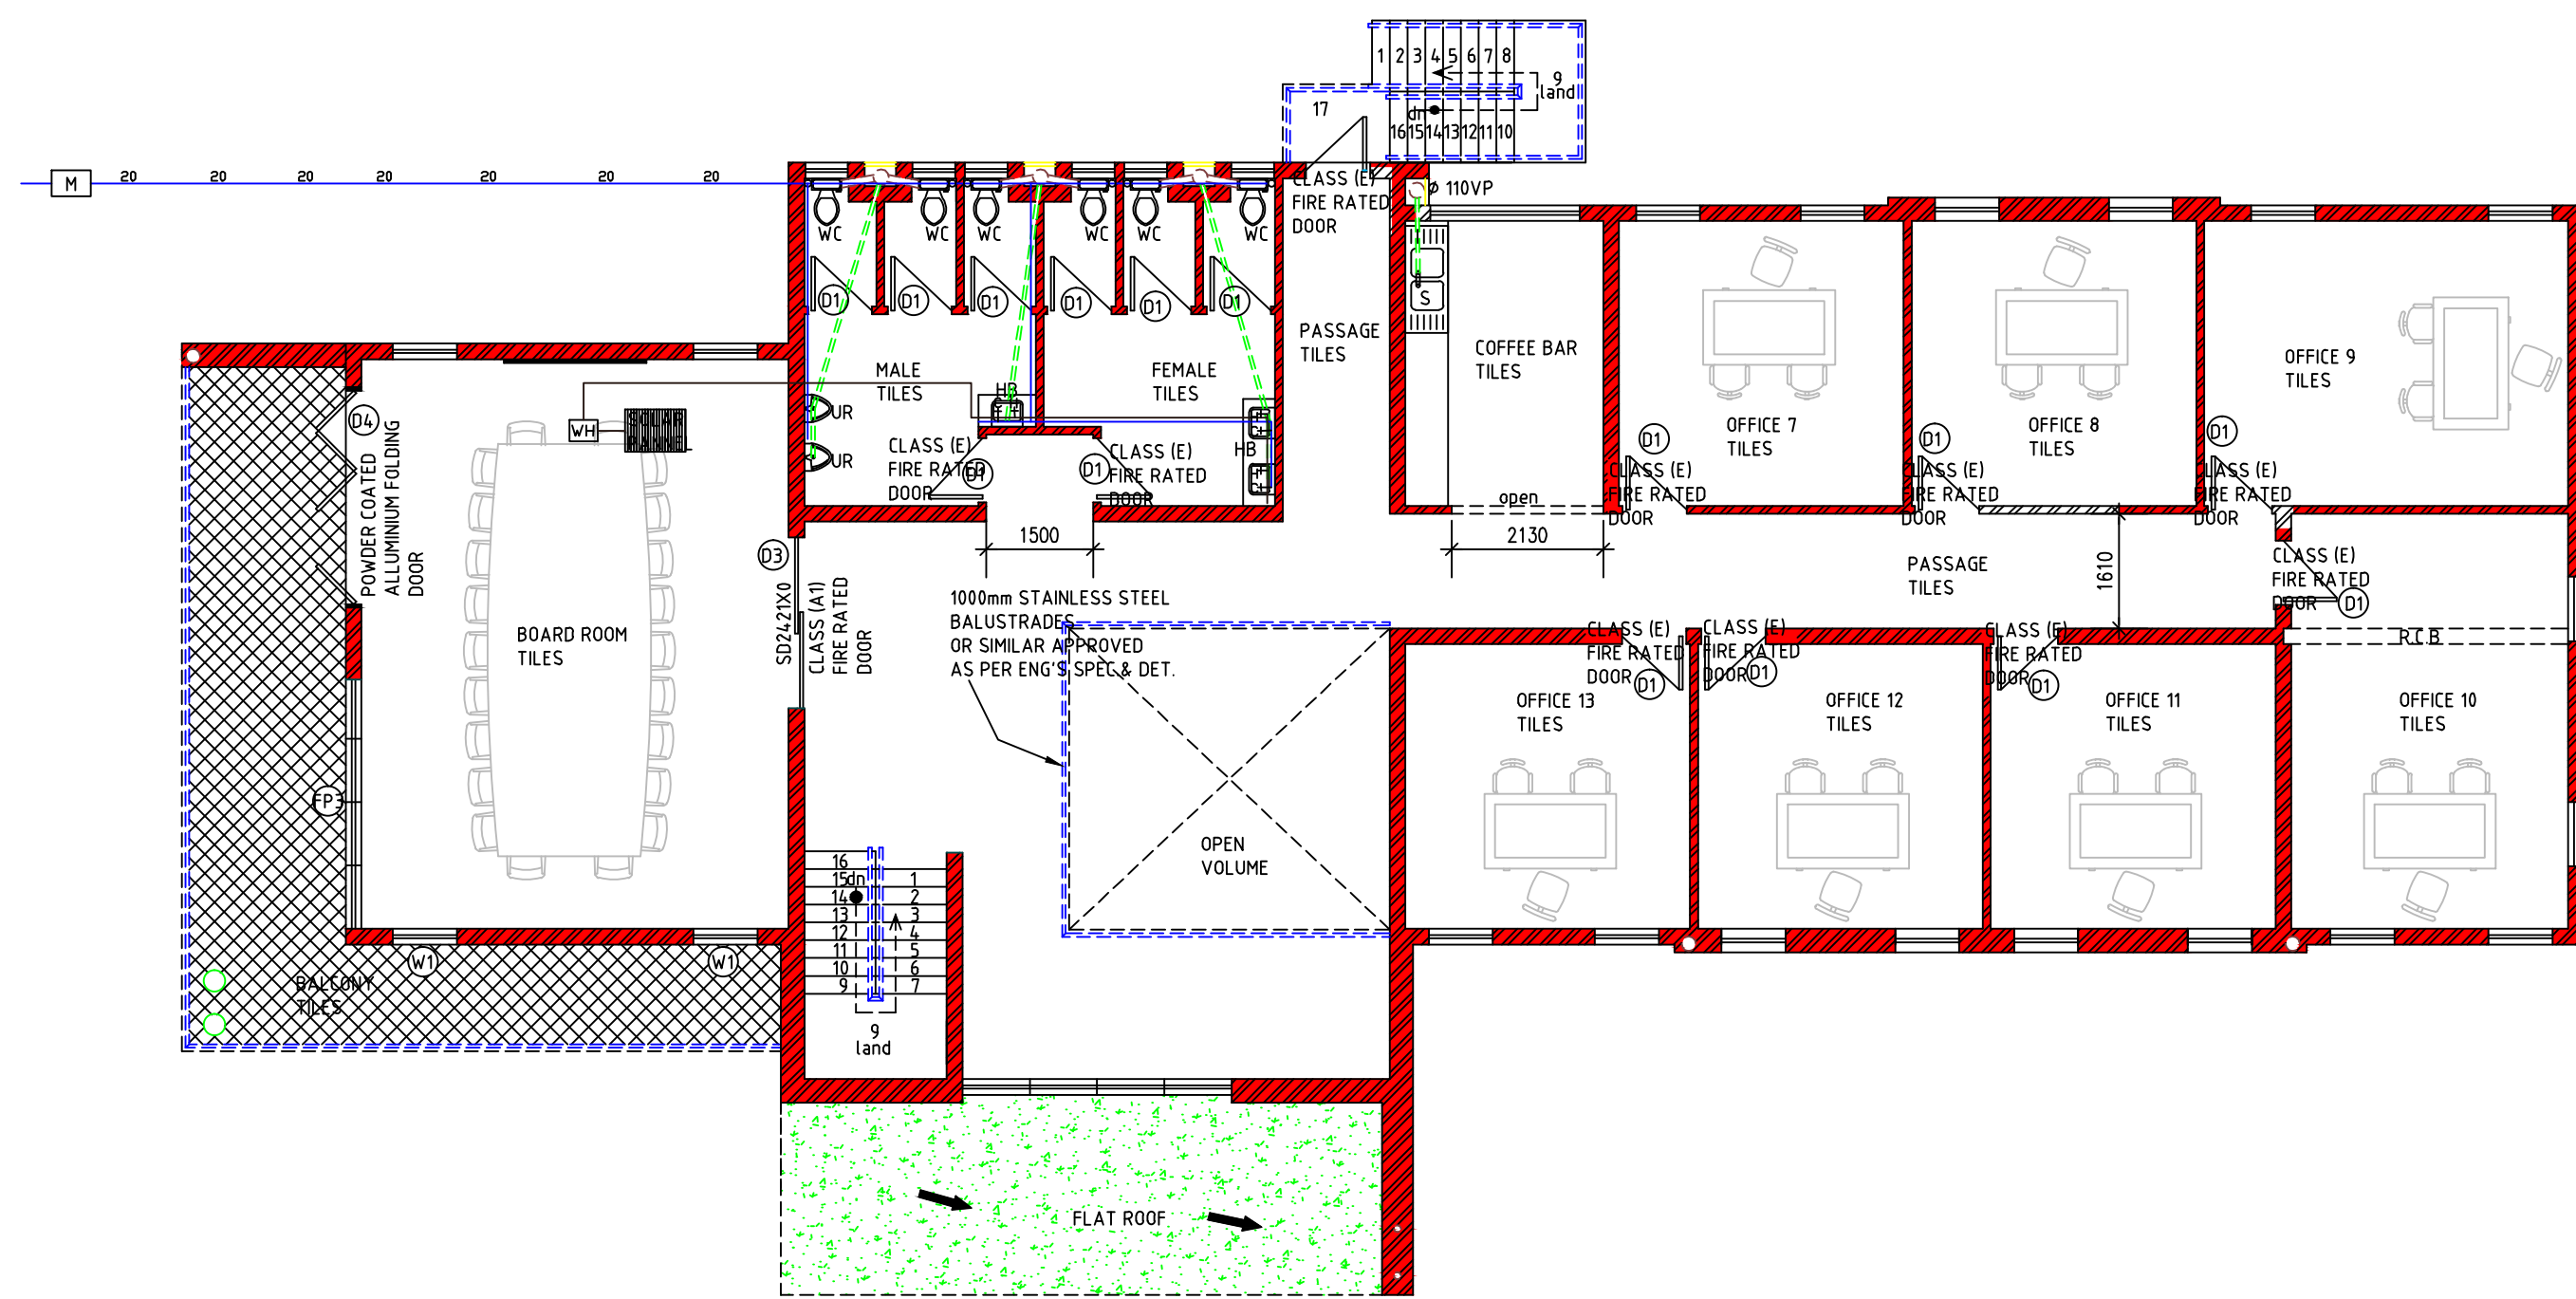 1 2 3 4 5 6 7 8
9
land
17
dn
16 15 14 13 12 11 10
M
20 20 20 20 20 20 20
CLASS (E)
FIRE RATED
DOOR
Ø 110VP
WC WC WC WC WC WC
D1 D1 D1 D1 D1 D1
S
PASSAGE
TILES
COFFEE BAR
TILES
OFFICE 9
TILES
MALE
TILES
FEMALE
TILES
HB
UR
UR
HB
D4
POWDER COATED
ALLUMINIUM FOLDING
DOOR
WH
SOLAR
PANNEL
CLASS (E)
FIRE RATED
DOOR
D1
D1
CLASS (E)
FIRE RATED
DOOR
OFFICE 7
TILES
OFFICE 8
TILES
D1
D1
D1
CLASS (E)
FIRE RATED
DOOR
CLASS (E)
FIRE RATED
DOOR
CLASS (E)
FIRE RATED
DOOR
open
1500
2130
1610
D3
SD2421X0
CLASS (A1)
FIRE RATED
DOOR
PASSAGE
TILES
CLASS (E)
FIRE RATED
DOOR
D1
1000mm STAINLESS STEEL
BALUSTRADES
OR SIMILAR APPROVED
AS PER ENG'S SPEC & DET.
BOARD ROOM
TILES
CLASS (E)
FIRE RATED
DOOR
D1
CLASS (E)
FIRE RATED
DOOR
D1
CLASS (E)
FIRE RATED
DOOR
D1
R.C.B
OFFICE 13
TILES
OFFICE 12
TILES
OFFICE 11
TILES
OFFICE 10
TILES
FP3
OPEN
VOLUME
16
15 dn 1
14 2
13 3
12 4
11 5
10 6
9 7
9
land
W1
W1
BALCONY
TILES
FLAT ROOF